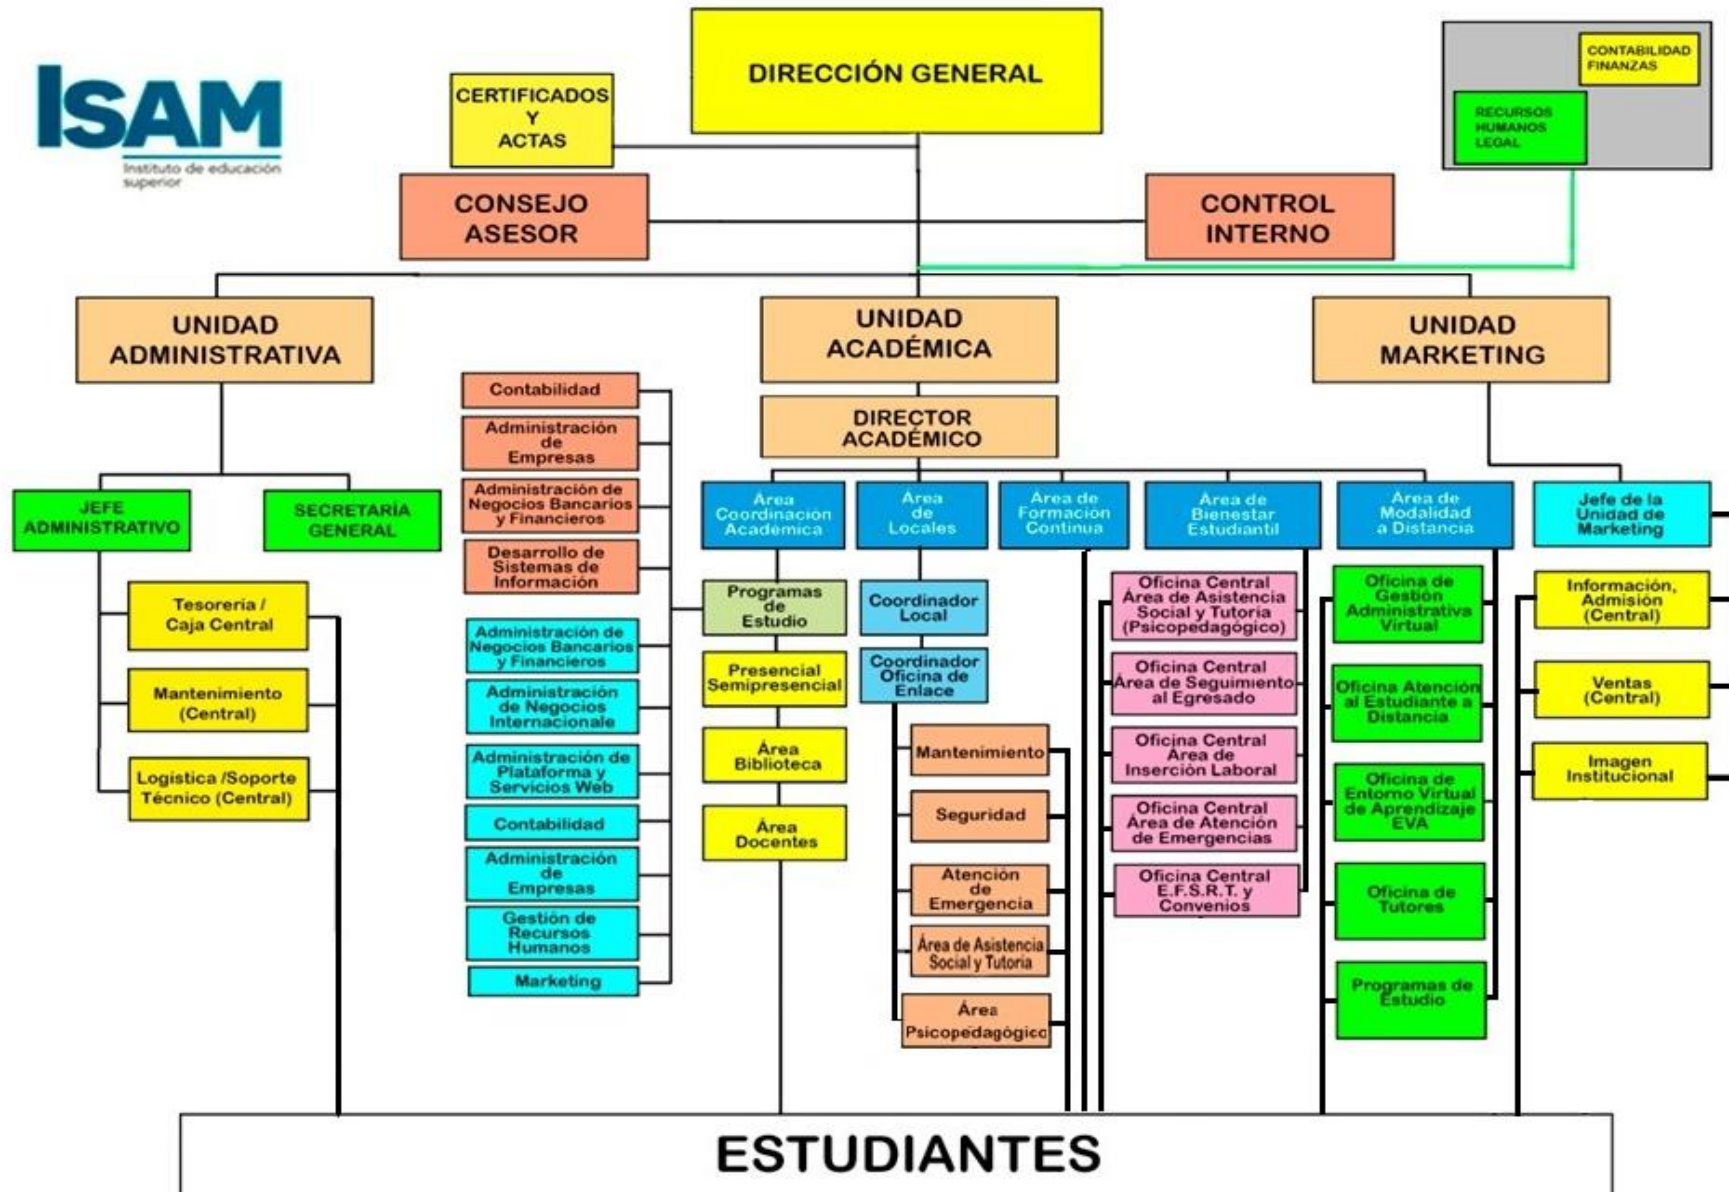 ISAM
Instituto de educación
superior
DIRECCIÓN GENERAL
CERTIFICADOS
Y
ACTAS
CONTABILIDAD
FINANZAS
RECURSOS
HUMANOS
LEGAL
CONSEJO
ASESOR
CONTROL
INTERNO
UNIDAD
ADMINISTRATIVA
UNIDAD
ACADÉMICA
UNIDAD
MARKETING
DIRECTOR
ACADÉMICO
JEFE
ADMINISTRATIVO
SECRETARÍA
GENERAL
Tesorería /
Caja Central
Mantenimiento
(Central)
Logística /Soporte
Técnico (Central)
Contabilidad
Administración
de
Empresas
Administración de
Negocios Bancarios
y Financieros
Desarrollo de
Sistemas de
Información
Administración de
Negocios Bancarios
y Financieros
Administración
de Negocios
Internacionale
Administración de
Plataforma y
Servicios Web
Contabilidad
Administración
de
Empresas
Gestión de
Recursos
Humanos
Marketing
Área
Coordinación
Académica
Programas
de
Estudio
Presencial
Semipresencial
Área
Biblioteca
Área
Docentes
Área
de
Locales
Coordinador
Local
Coordinador
Oficina de
Enlace
Mantenimiento
Seguridad
Atención
de
Emergencia
Área de Asistencia
Social y Tutoria
Área
Psicopedagógico
Área de
Formación
Continua
Área de
Bienestar
Estudiantil
Oficina Central
Área de Asistencia
Social y Tutoria
(Psicopedagógico)
Oficina Central
Área de Seguimiento
al Egresado
Oficina Central
Área de
Inserción Laboral
Oficina Central
Área de Atención
de Emergencias
Oficina Central
E.F.S.R.T. y
Convenios
Área de
Modalidad
a Distancia
Oficina de
Gestión
Administrativa
Virtual
Oficina Atención
al Estudiante a
Distancia
Oficina de
Entorno Virtual
de Aprendizaje
EVA
Oficina de
Tutores
Programas de
Estudio
Jefe de la
Unidad de
Marketing
Información,
Admisión
(Central)
Ventas
(Central)
Imagen
Institucional
ESTUDIANTES